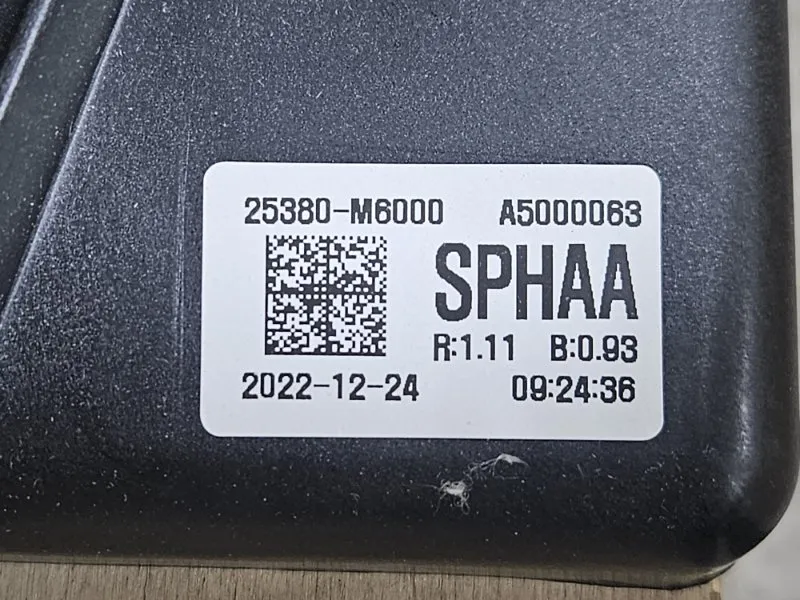 25380-M6000 A5000063
SPHAA
R:1.11 B:0.93
2022-12-24 09:24:36